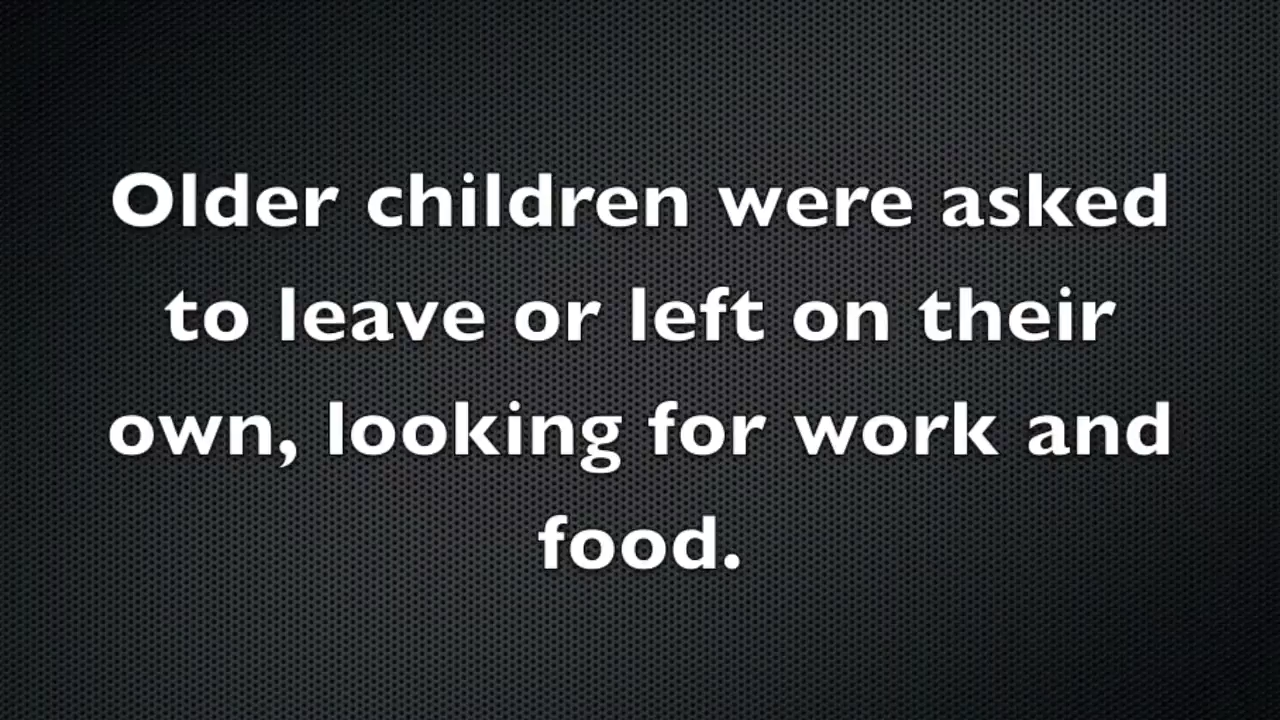 Older children were asked
to leave or left on their
own, looking for work and
food.